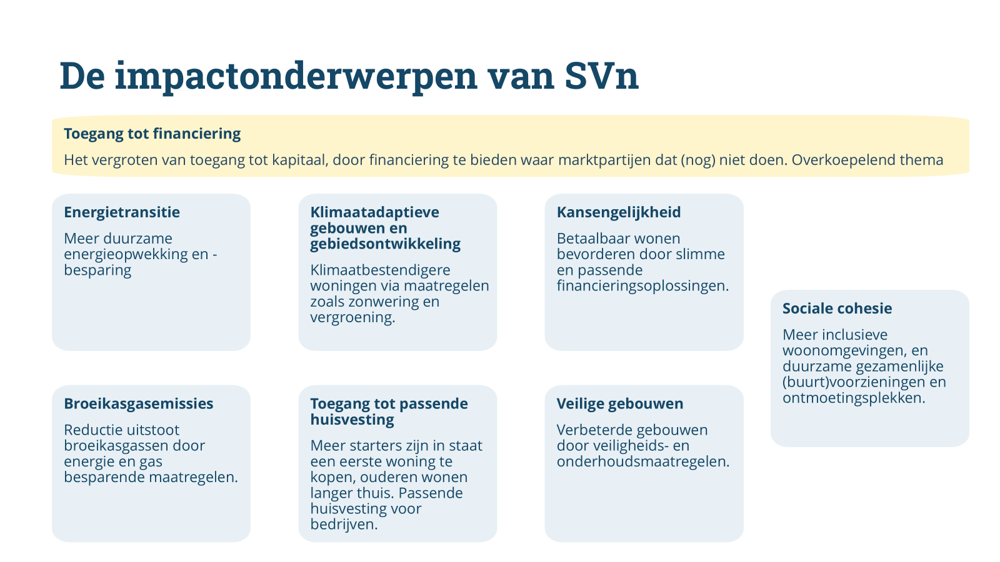 De impactonderwerpen van SVn
Toegang tot financiering
Het vergroten van toegang tot kapitaal, door financiering te bieden waar marktpartijen dat (nog) niet doen. Overkoepelend thema
Energietransitie
Meer duurzame
energieopwekking en -
besparing
Klimaatadaptieve
gebouwen en
gebiedsontwikkeling
Klimaatbestendigere
woningen via maatregelen
zoals zonwering en
vergroening.
Kansengelijkheid
Betaalbaar wonen
bevorderen door slimme
en passende
financieringsoplossingen.
Sociale cohesie
Meer inclusieve
woonomgevingen, en
duurzame gezamenlijke
(buurt)voorzieningen en
ontmoetingsplekken.
Broeikasgasemissies
Reductie uitstoot
broeikasgassen door
energie en gas
besparende maatregelen.
Toegang tot passende
huisvesting
Meer starters zijn in staat
een eerste woning te
kopen, ouderen wonen
langer thuis. Passende
huisvesting voor
bedrijven.
Veilige gebouwen
Verbeterde gebouwen
door veiligheids- en
onderhoudsmaatregelen.